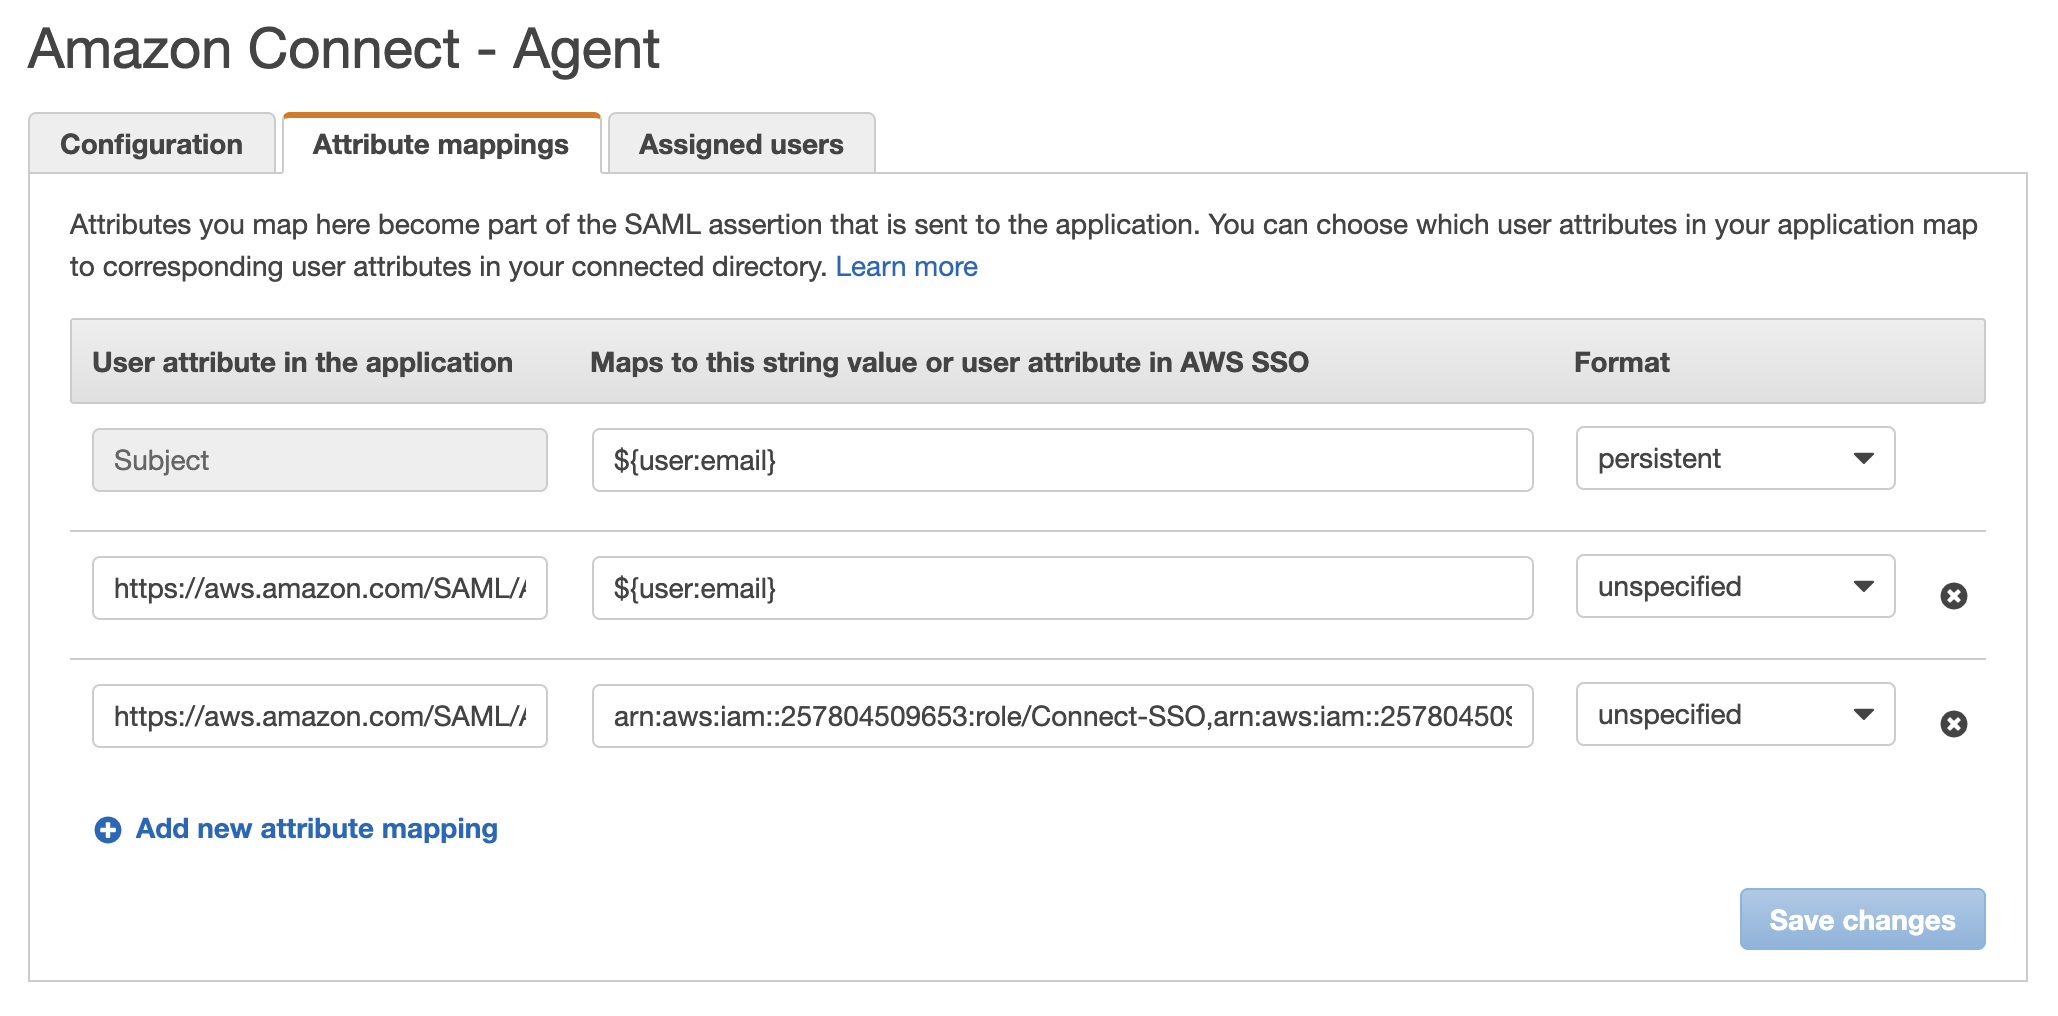 Amazon Connect - Agent
Configuration Attribute mappings Assigned users
Attributes you map here become part of the SAML assertion that is sent to the application. You can choose which user attributes in your application map
to corresponding user attributes in your connected directory. Learn more
User attribute in the application Maps to this string value or user attribute in AWS SSO Format
Subject ${user:email} persistent
https://aws.amazon.com/SAML/A ${user:email} unspecified
https://aws.amazon.com/SAML/A arn:aws:iam::257804509653:role/Connect-SSO,arn:aws:iam::257804509 unspecified
Add new attribute mapping
Save changes